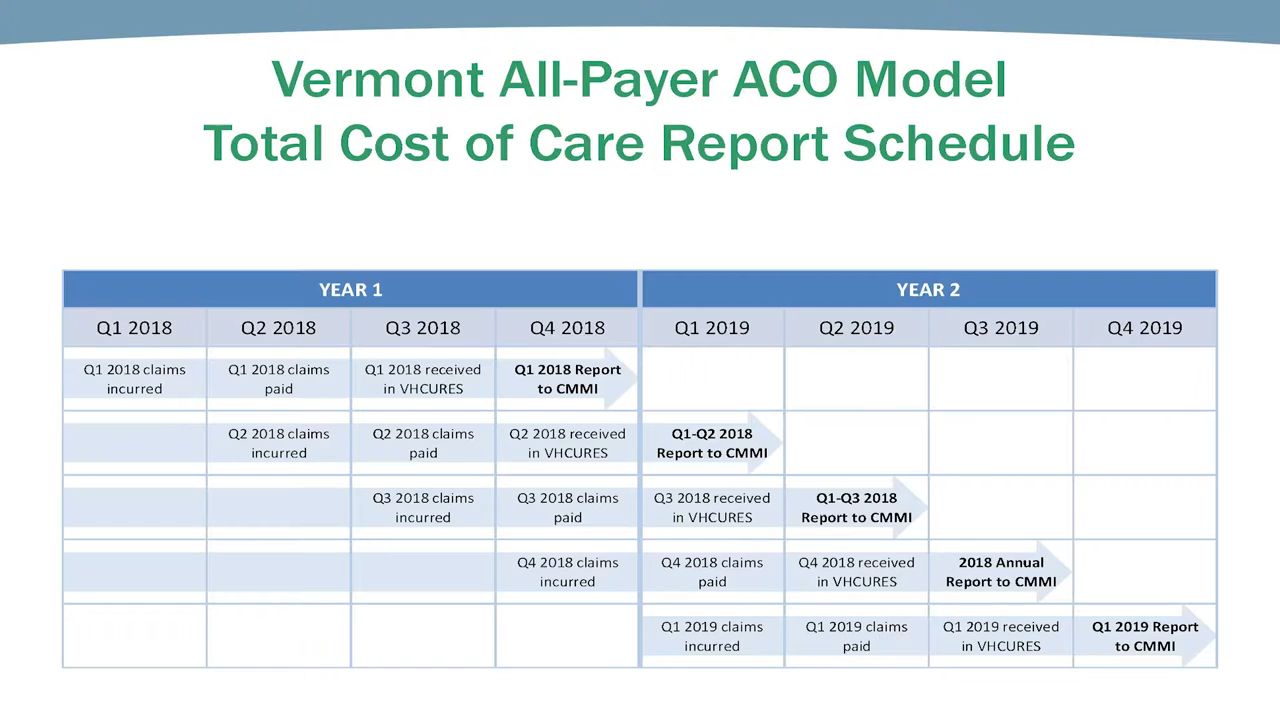 Vermont All-Payer ACO Model
Total Cost of Care Report Schedule
YEAR 1
YEAR 2
Q1 2018
Q2 2018
Q3 2018
Q4 2018
Q1 2019
Q2 2019
Q3 2019
Q4 2019
Q1 2018 claims
incurred
Q1 2018 claims
paid
Q1 2018 received
in VHCURES
Q1 2018 Report
to CMMI
Q2 2018 claims
incurred
Q2 2018 claims
paid
Q2 2018 received
in VHCURES
Q1-Q2 2018
Report to CMMI
Q3 2018 claims
incurred
Q3 2018 claims
paid
Q3 2018 received
in VHCURES
Q1-Q3 2018
Report to CMMI
Q4 2018 claims
incurred
Q4 2018 claims
paid
Q4 2018 received
in VHCURES
2018 Annual
Report to CMMI
Q1 2019 claims
incurred
Q1 2019 claims
paid
Q1 2019 received
in VHCURES
Q1 2019 Report
to CMMI